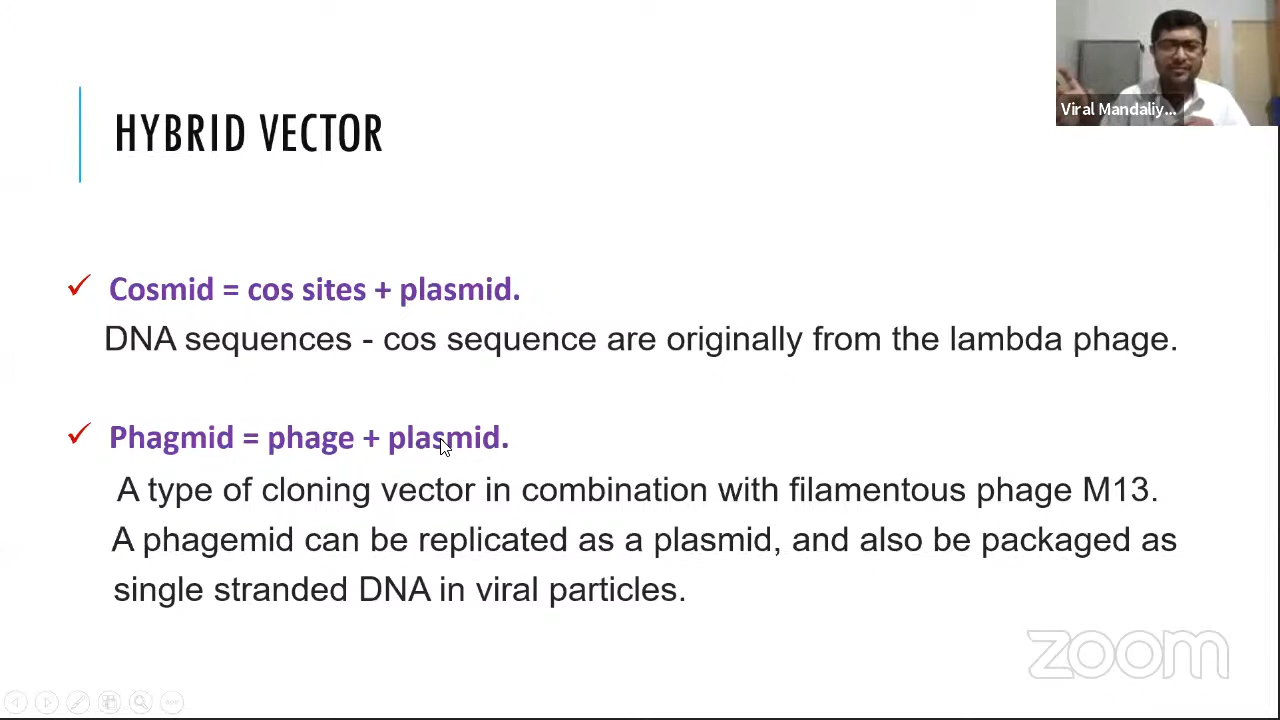 Viral Mandaliy...
HYBRID VECTOR
✓ Cosmid = cos sites + plasmid.
DNA sequences - cos sequence are originally from the lambda phage.
✓ Phagmid = phage + plasmid.
A type of cloning vector in combination with filamentous phage M13.
A phagemid can be replicated as a plasmid, and also be packaged as
single stranded DNA in viral particles.
zoom